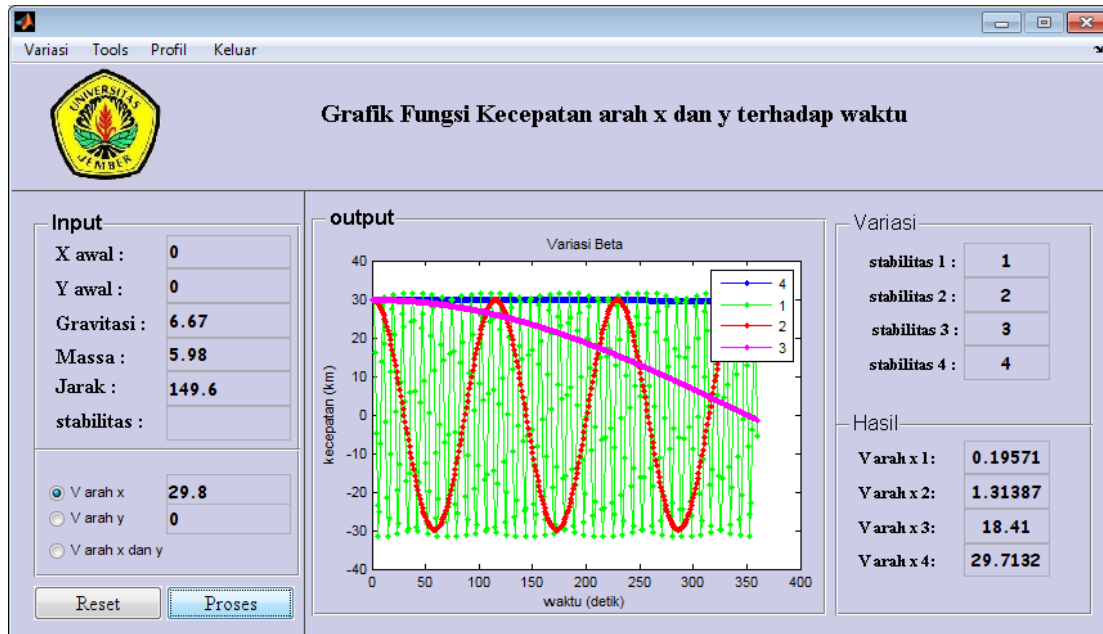 Variasi Tools Profil Keluar
UNIVERSITAS
JEMBER
Grafik Fungsi Kecepatan arah x dan y terhadap waktu
Input
X awal : 0
Y awal : 0
Gravitasi : 6.67
Massa : 5.98
Jarak : 149.6
stabilitas :
V arah x 29.8
V arah y 0
V arah x dan y
Reset Proses
output
Variasi Beta
40
30
20
10
0
-10
-20
-30
-40
kecepatan (km)
0 50 100 150 200 250 300 350 400
waktu (detik)
4
1
2
3
Variasi
stabilitas 1 : 1
stabilitas 2 : 2
stabilitas 3 : 3
stabilitas 4 : 4
Hasil
V arah x 1: 0.19571
V arah x 2: 1.31387
V arah x 3: 18.41
V arah x 4: 29.7132